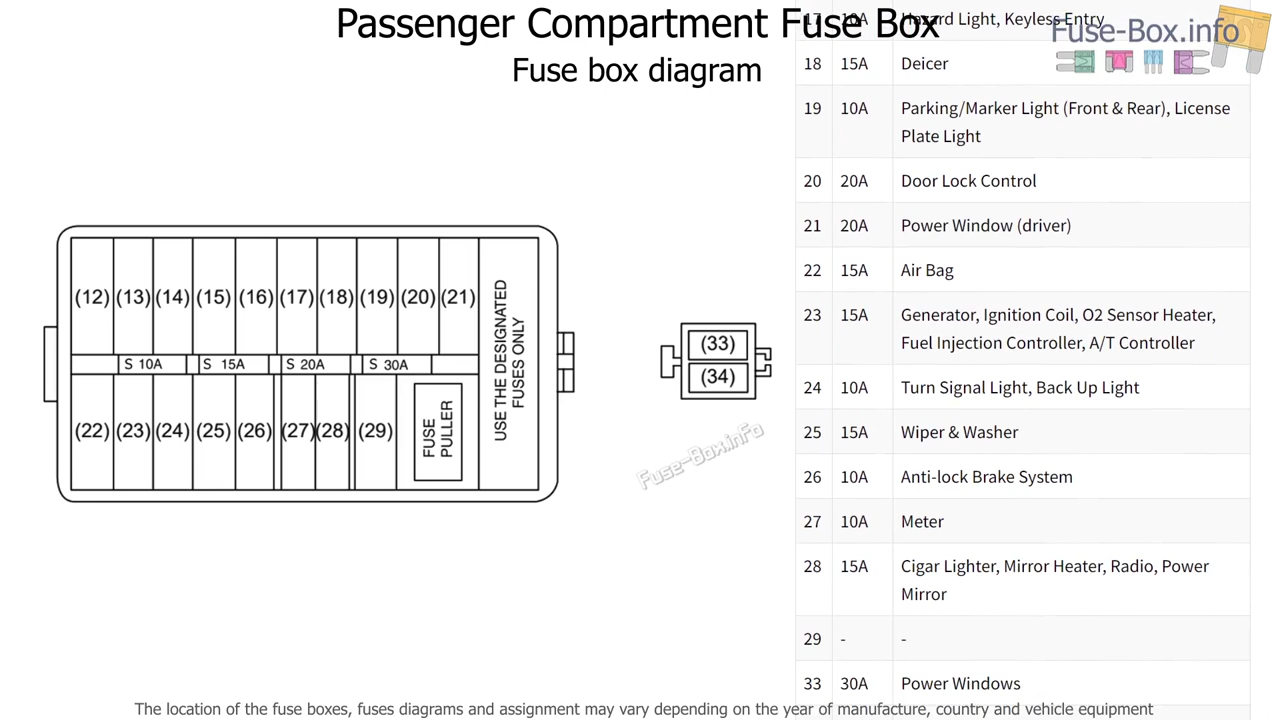 Passenger Compartment Fuse Box
Fuse box diagram
Fuse-Box.info
17 10A Hazard Light, Keyless Entry
18 15A Deicer
19 10A Parking/Marker Light (Front & Rear), License
Plate Light
20 20A Door Lock Control
21 20A Power Window (driver)
22 15A Air Bag
23 15A Generator, Ignition Coil, O2 Sensor Heater,
Fuel Injection Controller, A/T Controller
24 10A Turn Signal Light, Back Up Light
25 15A Wiper & Washer
26 10A Anti-lock Brake System
27 10A Meter
28 15A Cigar Lighter, Mirror Heater, Radio, Power
Mirror
29 - -
33 30A Power Windows
(12) (13) (14) (15) (16) (17) (18) (19) (20) (21)
S 10A S 15A S 20A S 30A
(22) (23) (24) (25) (26) (27) (28) (29)
FUSE
PULLER
USE THE DESIGNATED
FUSES ONLY
(33)
(34)
Fuse-Box.inFo
The location of the fuse boxes, fuses diagrams and assignment may vary depending on the year of manufacture, country and vehicle equipment